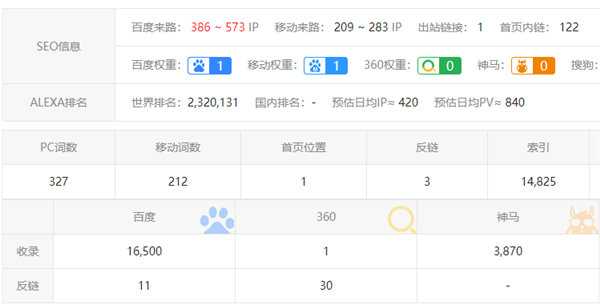 SEO信息
百度来路： 386 ~ 573 IP 移动来路： 209 ~ 283 IP 出站链接： 1 首页内链： 122
百度权重： 1 移动权重： 1 360权重： 0 神马： 0 搜狗：
ALEXA排名
世界排名：2,320,131 国内排名：- 预估日均IP≈ 420 预估日均PV≈ 840
PC词数 移动词数 首页位置 反链 索引
327 212 1 3 14,825
百度 360 神马
收录 16,500 1 3,870
反链 11 30 -